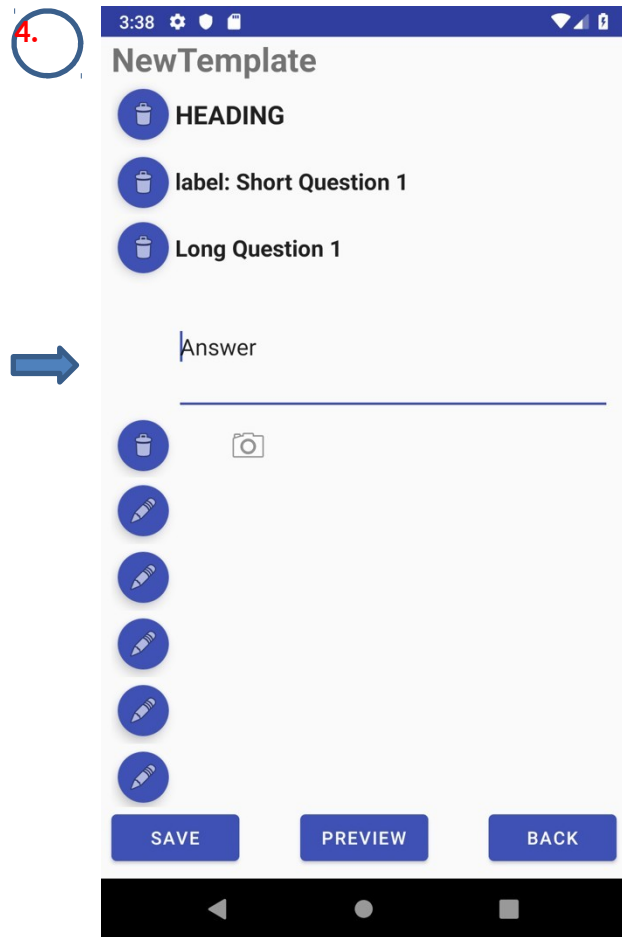 4.
3:38
NewTemplate
HEADING
label: Short Question 1
Long Question 1
Answer
SAVE PREVIEW BACK